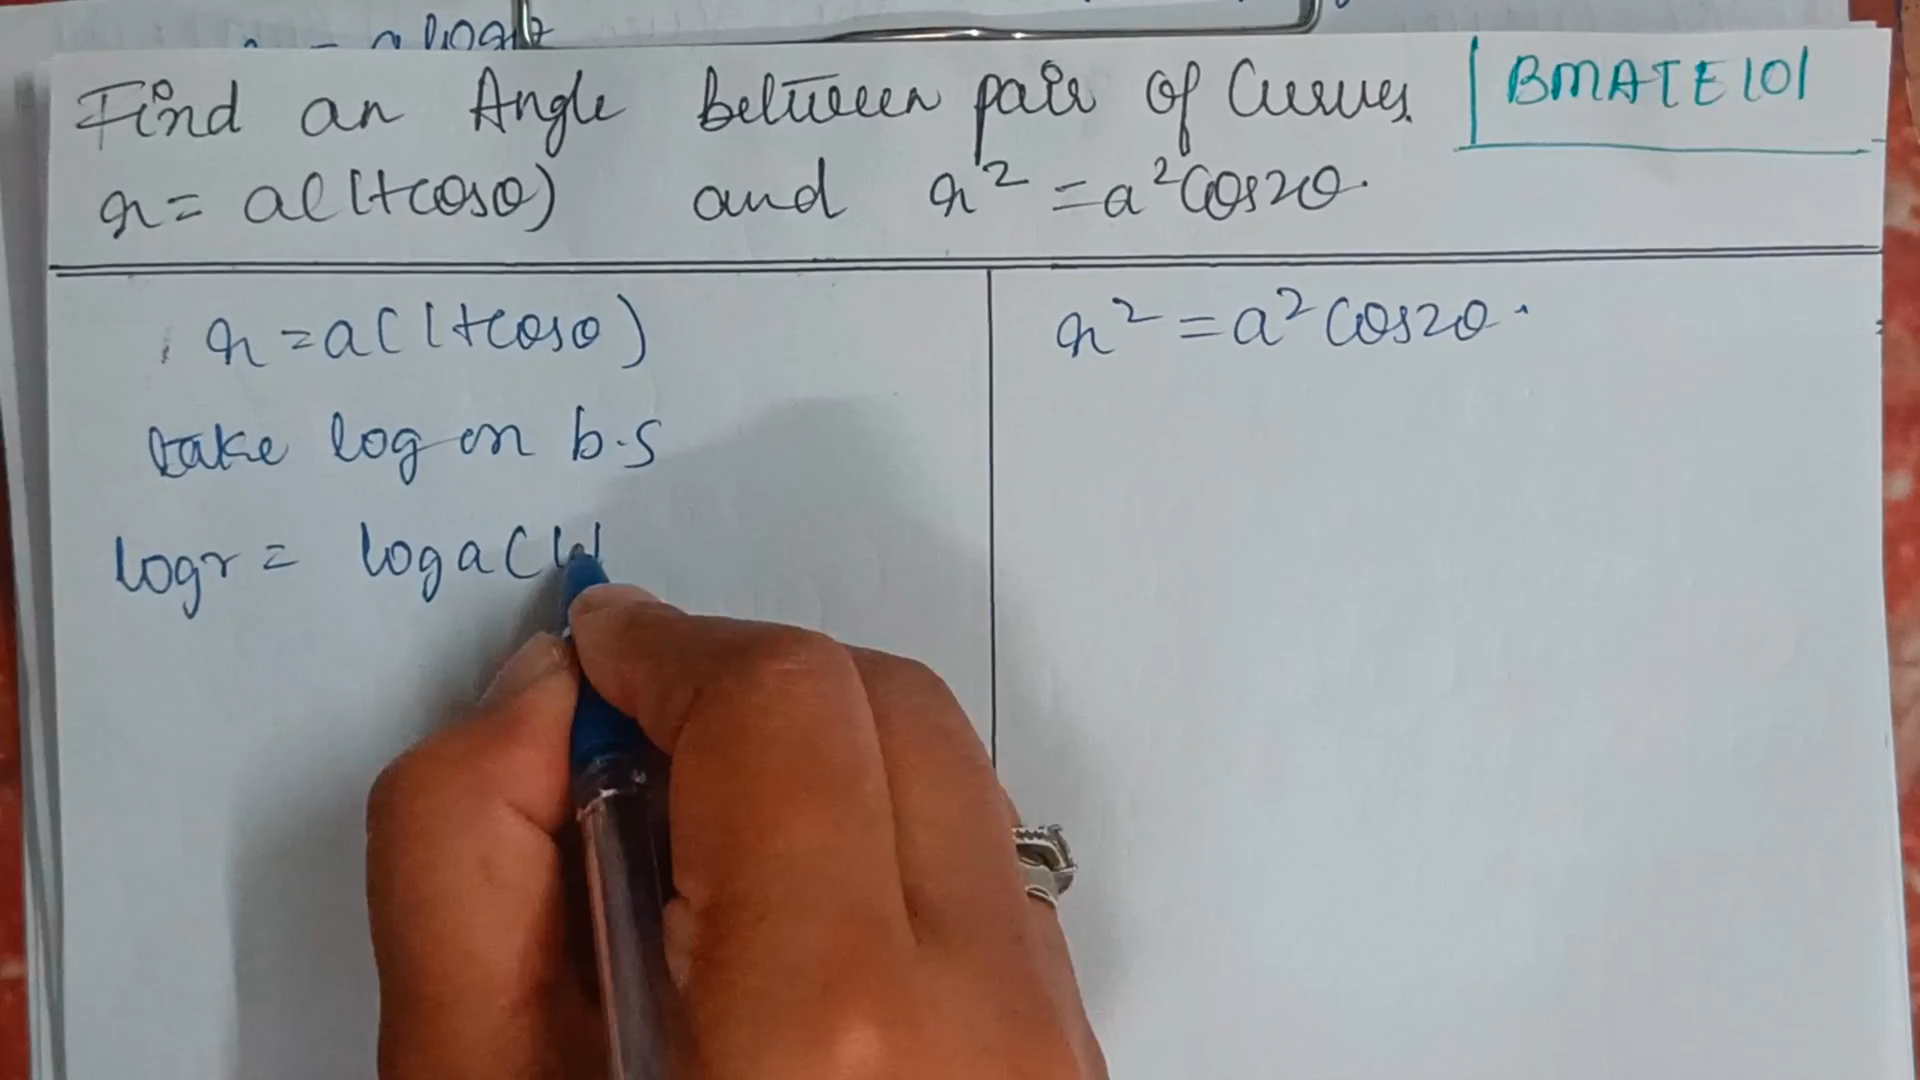 a log
Find an Angle between pair of Curves.
BMATE101
r = a(1+cosθ) and r² = a²cos2θ.
r = a(1+cosθ)
take log on b.s
log r = log a(1+
r² = a²cos2θ.